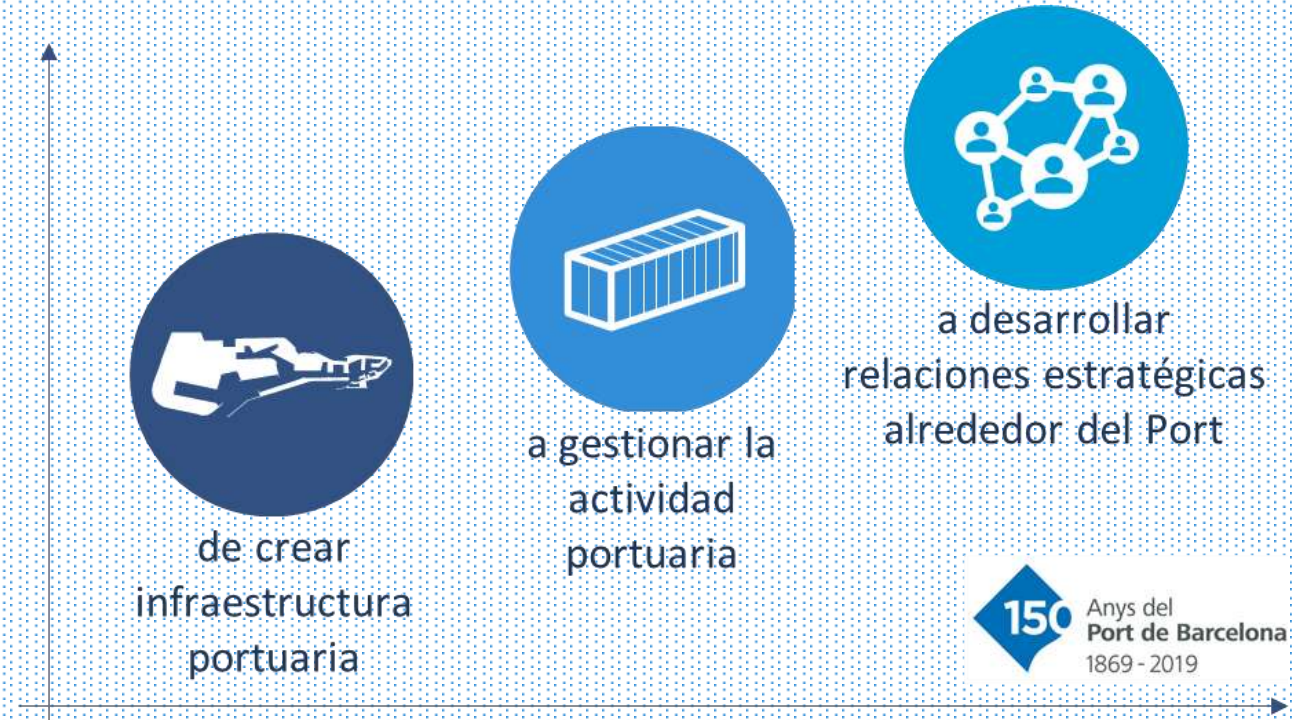 de crear
infraestructura
portuaria
a gestionar la
actividad
portuaria
a desarrollar
relaciones estratégicas
alrededor del Port
150
Anys del
Port de Barcelona
1869 - 2019